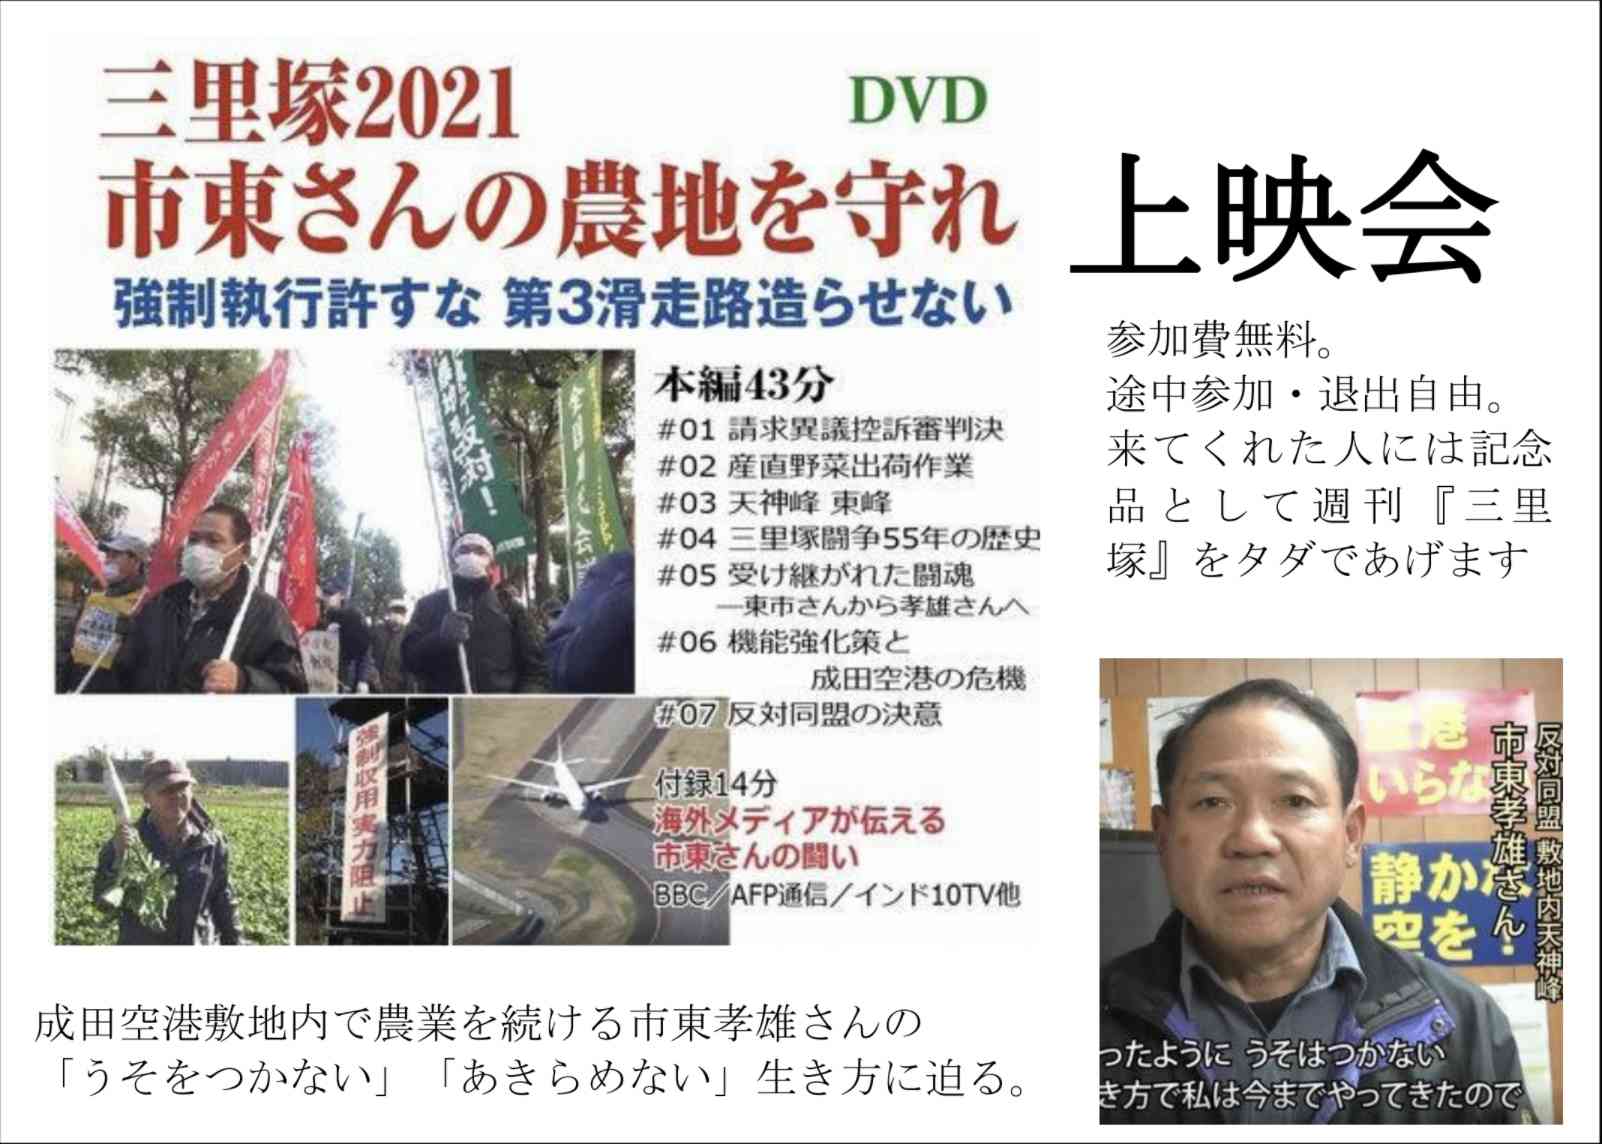 三里塚2021
DVD
市東さんの農地を守れ
強制執行許すな 第3滑走路造らせない
上映会
参加費無料。
途中参加・退出自由。
来てくれた人には記念
品として週刊『三里
塚』をタダであげます
本編43分
#01 請求異議控訴審判決
#02 産直野菜出荷作業
#03 天神峰 東峰
#04 三里塚闘争55年の歴史
#05 受け継がれた闘魂
―東市さんから孝雄さんへ
#06 機能強化策と
成田空港の危機
#07 反対同盟の決意
付録14分
海外メディアが伝える
市東さんの闘い
BBC／AFP通信／インド10TV他
反対!
強制収用実力阻止
港
いらな
静か
空を!
反対同盟 敷地内天神峰
市東孝雄さん
ったように うそはつかない
き方で私は今までやってきたので
成田空港敷地内で農業を続ける市東孝雄さんの
「うそをつかない」「あきらめない」生き方に迫る。